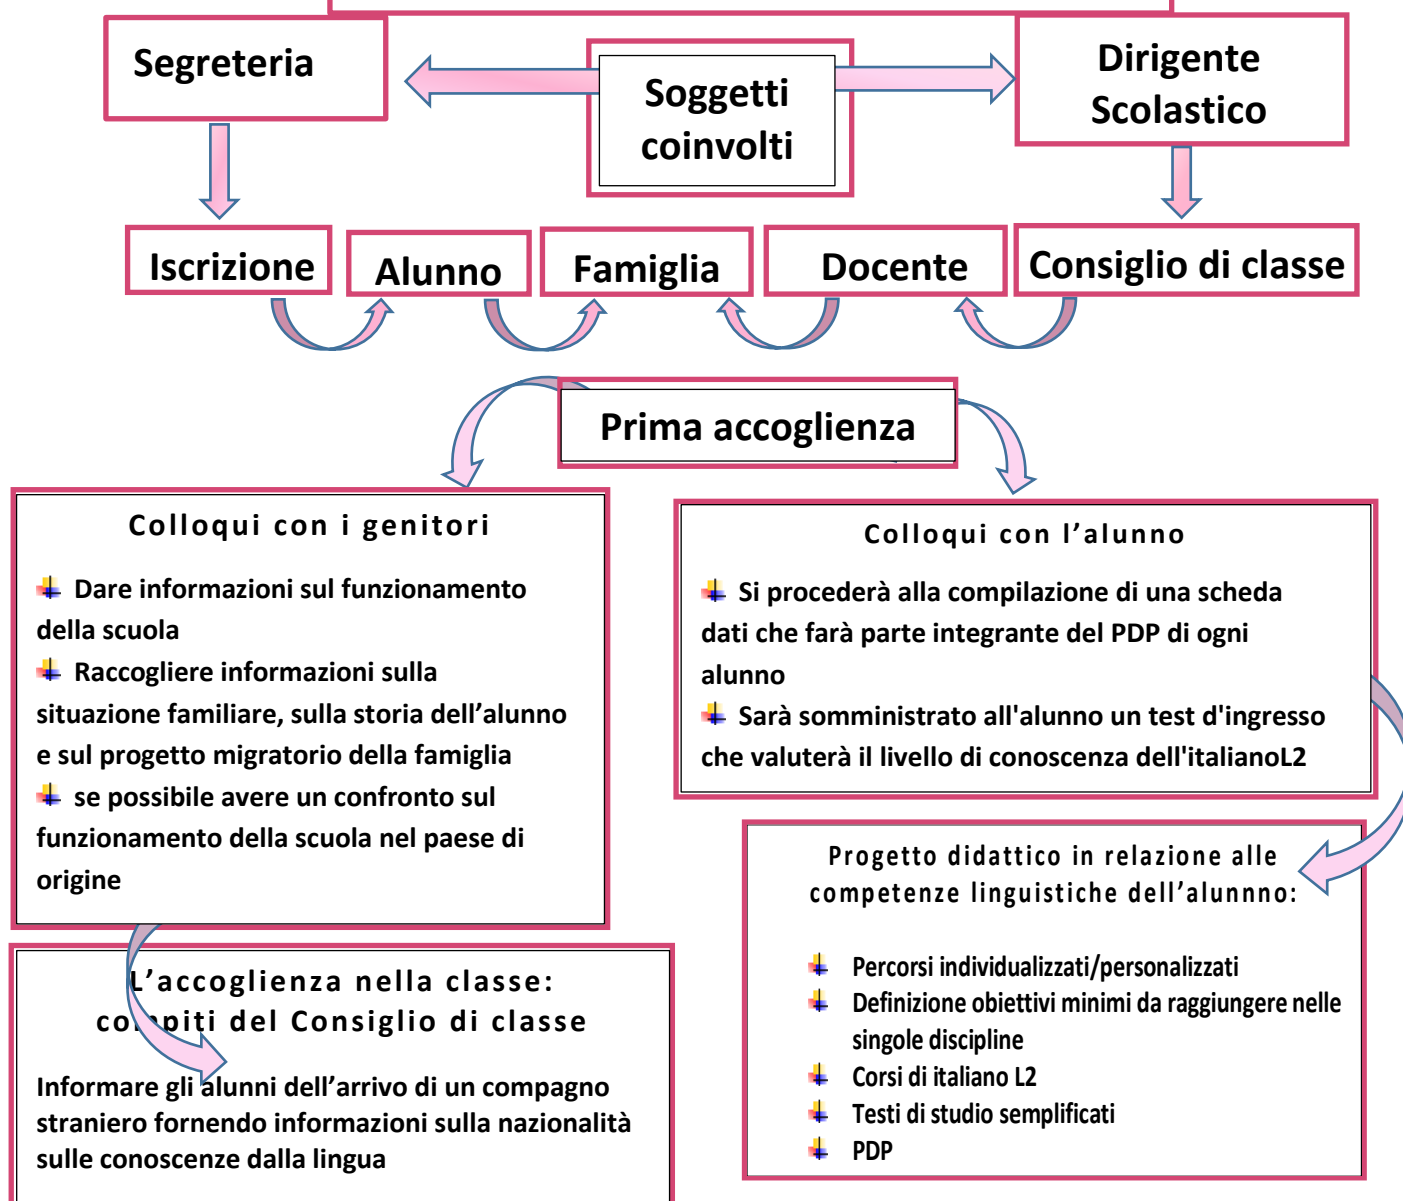 Segreteria
Soggetti
coinvolti
Dirigente
Scolastico
Iscrizione
Alunno
Famiglia
Docente
Consiglio di classe
Prima accoglienza
Colloqui con i genitori
Dare informazioni sul funzionamento
della scuola
Raccogliere informazioni sulla
situazione familiare, sulla storia dell’alunno
e sul progetto migratorio della famiglia
se possibile avere un confronto sul
funzionamento della scuola nel paese di
origine
Colloqui con l’alunno
Si procederà alla compilazione di una scheda
dati che farà parte integrante del PDP di ogni
alunno
Sarà somministrato all'alunno un test d'ingresso
che valuterà il livello di conoscenza dell'italianoL2
Progetto didattico in relazione alle
competenze linguistiche dell’alunnno:
Percorsi individualizzati/personalizzati
Definizione obiettivi minimi da raggiungere nelle
singole discipline
Corsi di italiano L2
Testi di studio semplificati
PDP
L’accoglienza nella classe:
compiti del Consiglio di classe
Informare gli alunni dell’arrivo di un compagno
straniero fornendo informazioni sulla nazionalità
sulle conoscenze dalla lingua